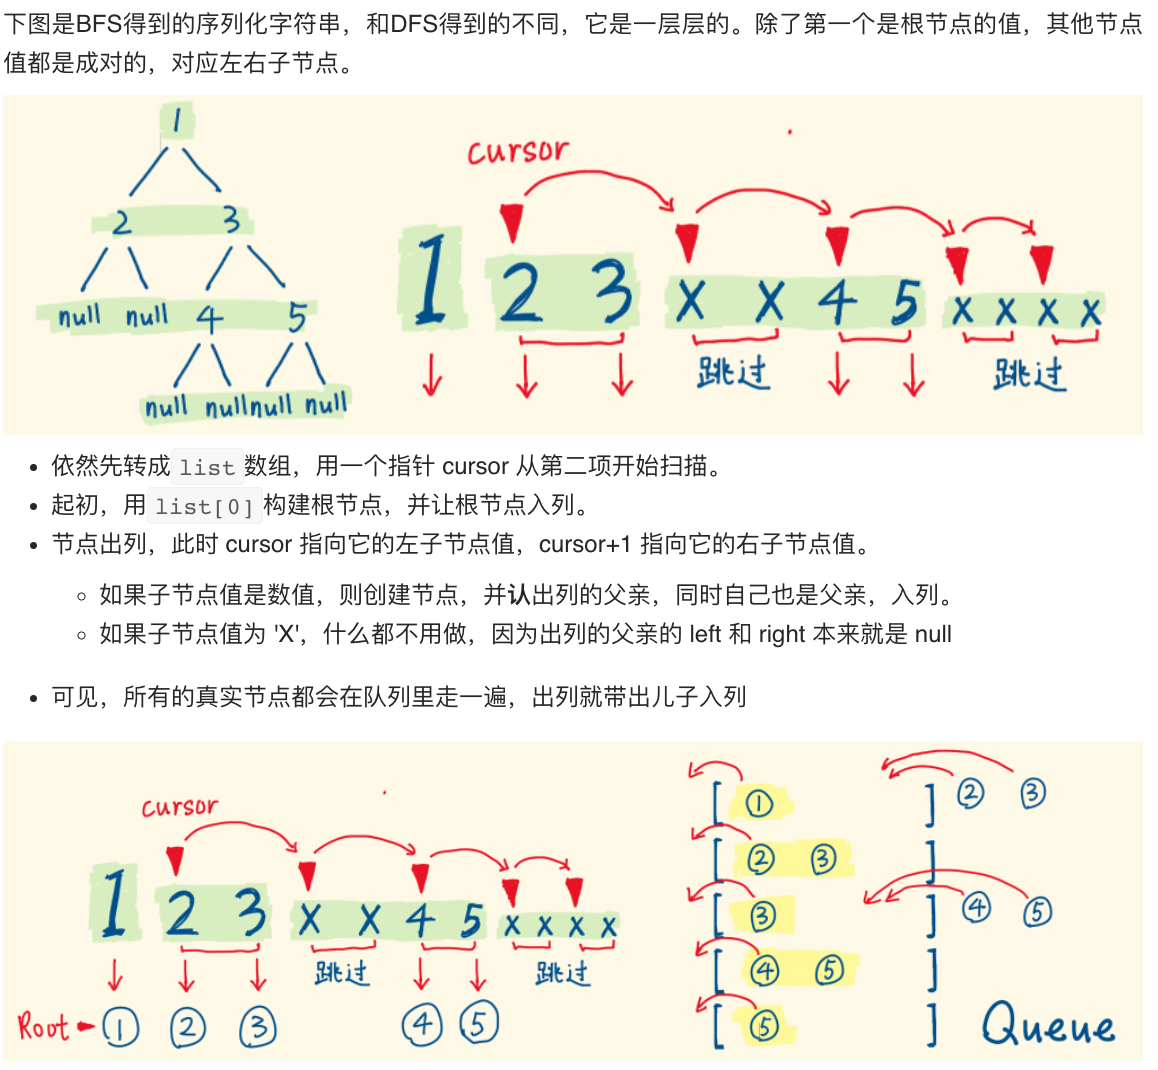 下图是BFS得到的序列化字符串，和DFS得到的不同，它是一层层的。除了第一个是根节点的值，其他节点
值都是成对的，对应左右子节点。
1
2 3
null null 4 5
null null null null
cursor
1 2 3 X X 4 5 X X X X
跳过 跳过
依然先转成 list 数组，用一个指针 cursor 从第二项开始扫描。
起初，用 list[0] 构建根节点，并让根节点入列。
节点出列，此时 cursor 指向它的左子节点值，cursor+1 指向它的右子节点值。
如果子节点值是数值，则创建节点，并认出列的父亲，同时自己也是父亲，入列。
如果子节点值为 'X'，什么都不用做，因为出列的父亲的 left 和 right 本来就是 null
可见，所有的真实节点都会在队列里走一遍，出列就带出儿子入列
cursor
1 2 3 X X 4 5 X X X X
跳过 跳过
Root ① ② ③ ④ ⑤
[ ① ] ② ③
[ ② ③ ]
[ ③ ] ④ ⑤
[ ④ ⑤ ]
[ ⑤ ]
Queue